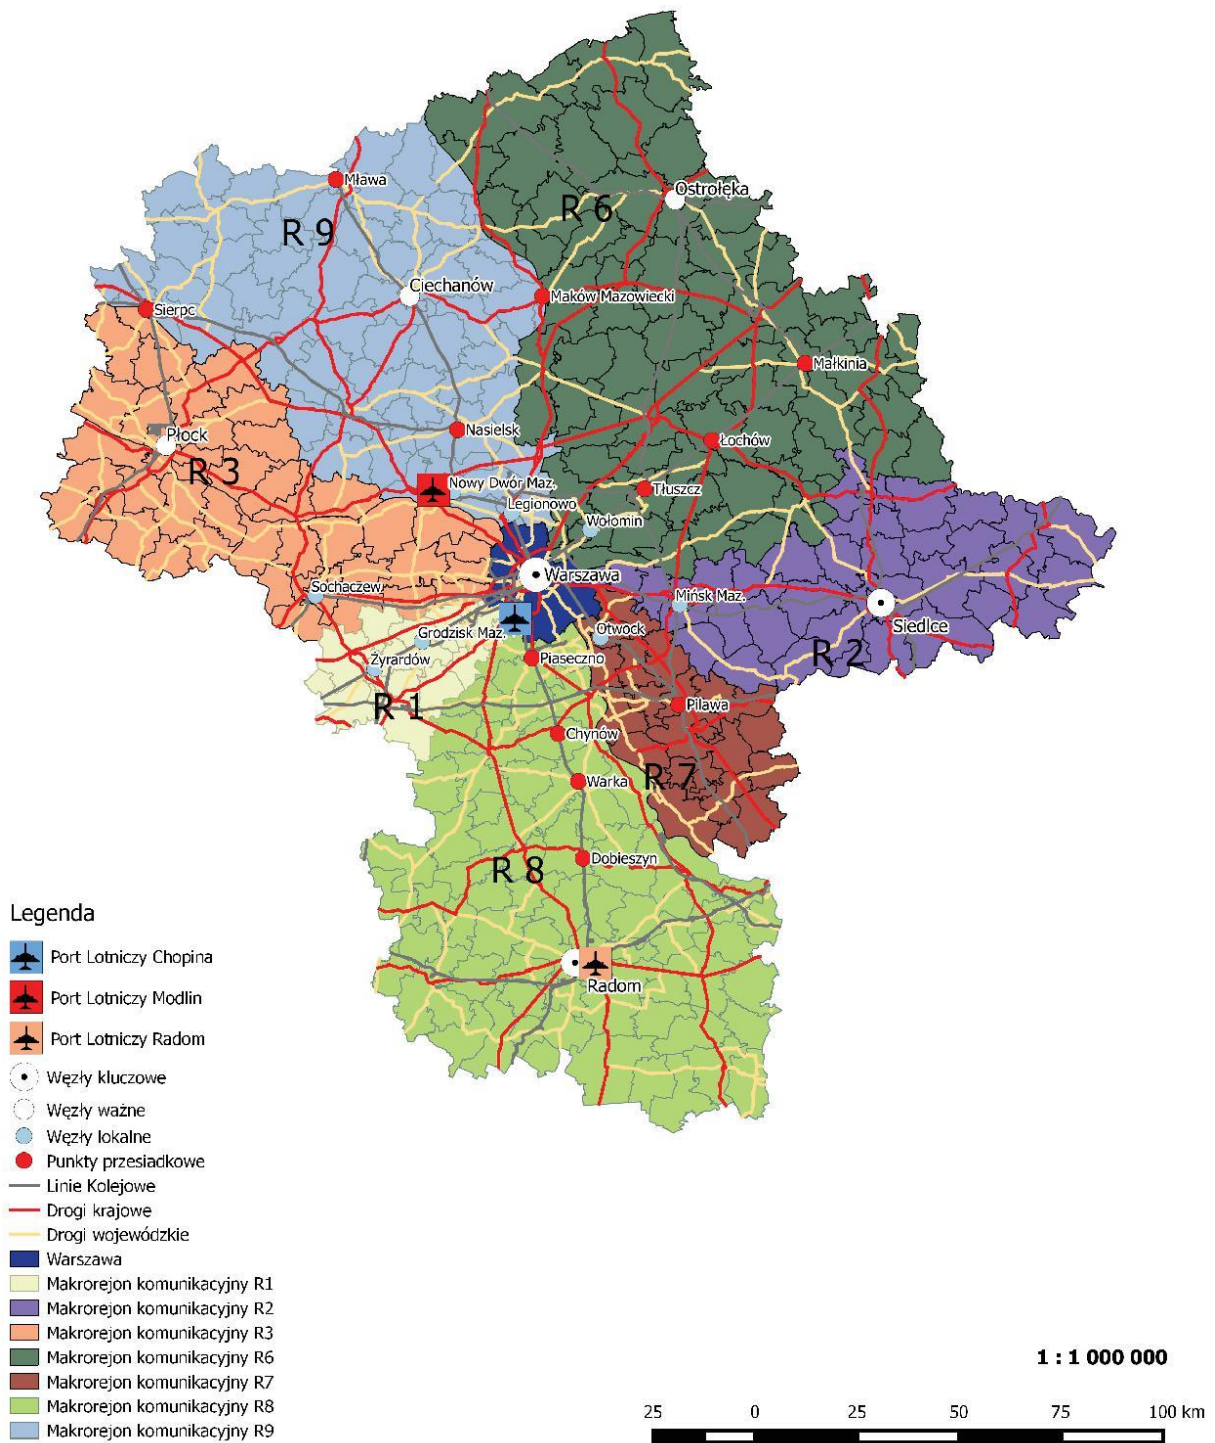 Ostrołęka
Mława
R 6
R 9
Ciechanów
Maków Mazowiecki
Sierpc
Małkinia
Nasielsk
Płock
Łochów
R 3
Nowy Dwór Maz.
Tłuszcz
Legionowo
Wołomin
Warszawa
Sochaczew
Mińsk Maz.
Siedlce
Grodzisk Maz.
Otwock
R 2
Żyrardów
Piaseczno
R 1
Pilawa
Chynów
R 7
Warka
Dobieszyn
R 8
Radom
Legenda
Port Lotniczy Chopina
Port Lotniczy Modlin
Port Lotniczy Radom
Węzły kluczowe
Węzły ważne
Węzły lokalne
Punkty przesiadkowe
Linie Kolejowe
Drogi krajowe
Drogi wojewódzkie
Warszawa
Makrorejon komunikacyjny R1
Makrorejon komunikacyjny R2
Makrorejon komunikacyjny R3
Makrorejon komunikacyjny R6
Makrorejon komunikacyjny R7
Makrorejon komunikacyjny R8
Makrorejon komunikacyjny R9
1 : 1 000 000
25 0 25 50 75 100 km